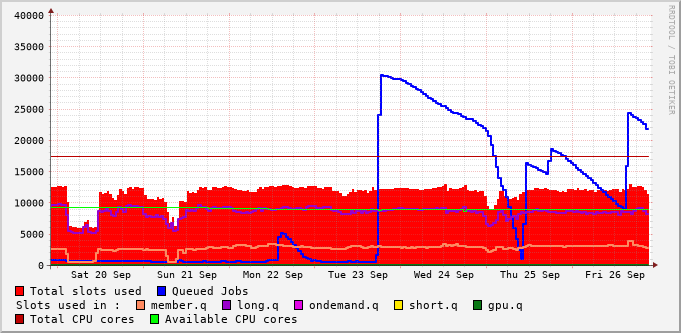 40000
35000
30000
25000
20000
15000
10000
5000
0
Sat 20 Sep Sun 21 Sep Mon 22 Sep Tue 23 Sep Wed 24 Sep Thu 25 Sep Fri 26 Sep
Total slots used Queued Jobs
Slots used in : member.q long.q ondemand.q short.q gpu.q
Total CPU cores Available CPU cores
RRDTOOL / TOBI OETIKER